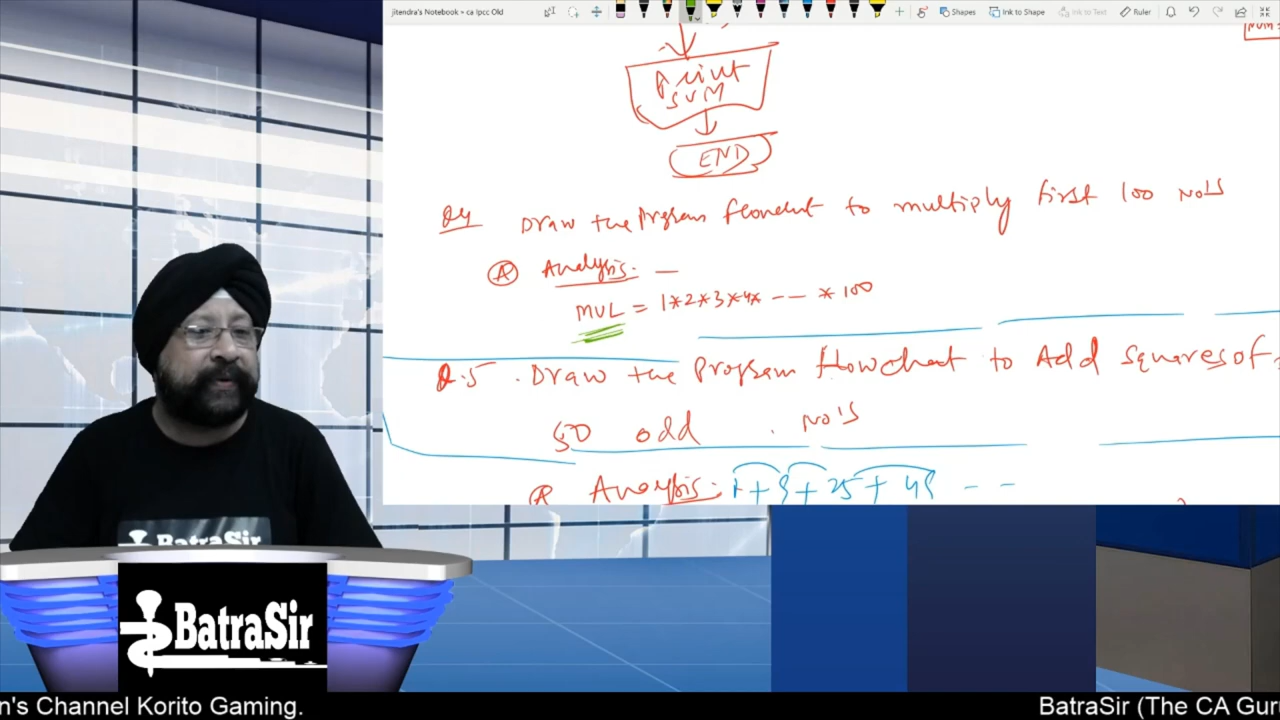 jitendra's Notebook » ca Ipcc Old
Shapes
Ink to Shape
Ink to Text
Ruler
Print
SUM
END
Q4 Draw the Prgram flowchart to multiply first 100 No's
(A) Analysis. —
MUL = 1*2*3*4* -- — * 100
Q.5. Draw the Program flowchart to Add squares of
50 odd No's
Analysis: 1 + 9 + 25 + 49 - -
BatraSir
BatraSir
n's Channel Korito Gaming.
BatraSir (The CA Gur